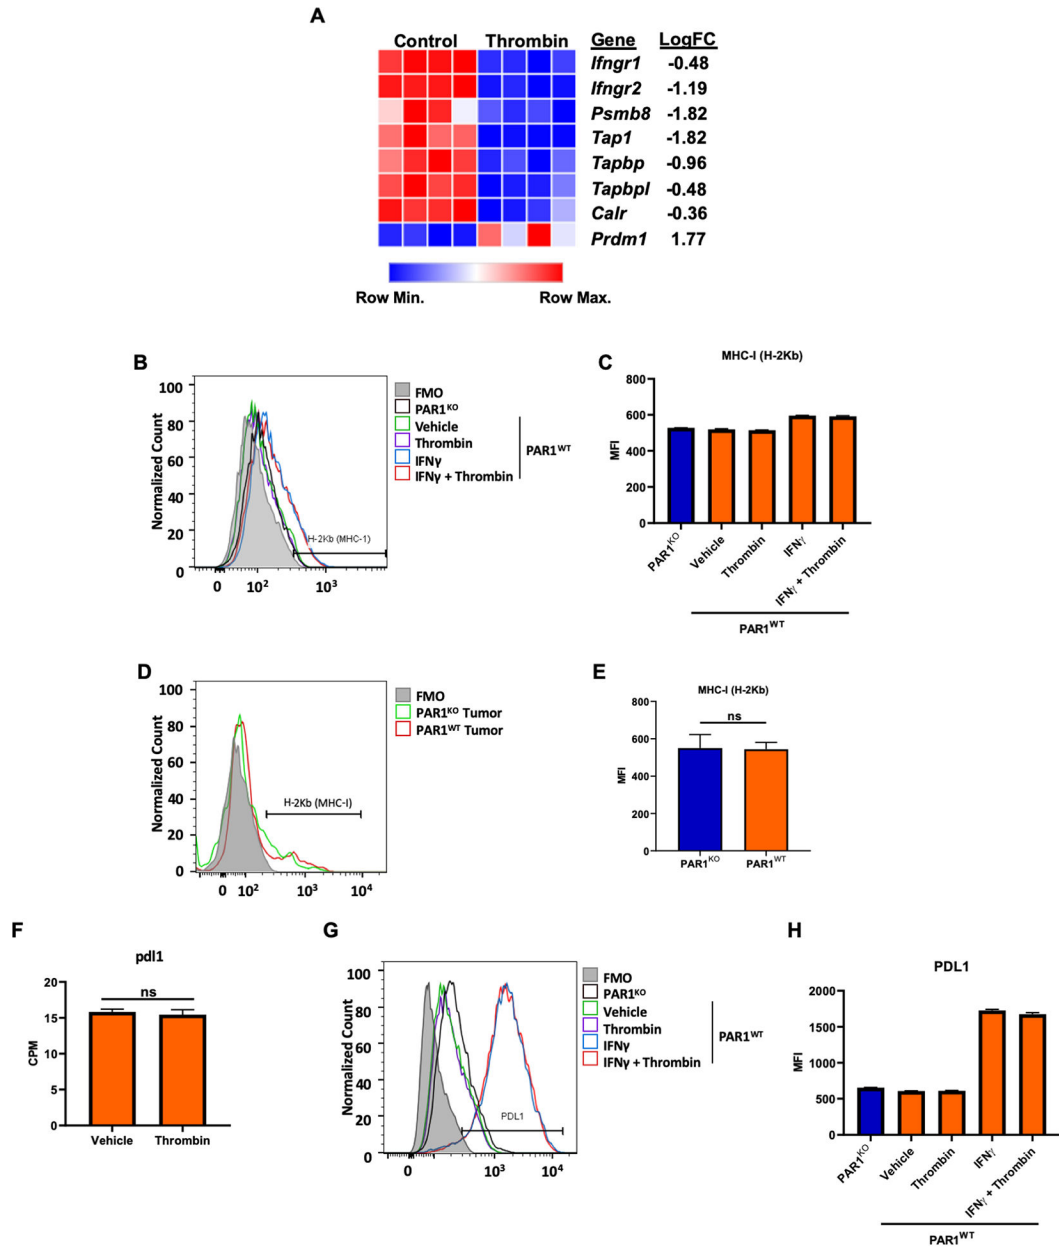 A
Control Thrombin Gene LogFC
Ifngr1 -0.48
Ifngr2 -1.19
Psmb8 -1.82
Tap1 -1.82
Tapbp -0.96
Tapbpl -0.48
Calr -0.36
Prdm1 1.77
Row Min. Row Max.
B
Normalized Count
100
80
60
40
20
0
0 10² 10³
H-2Kb (MHC-1)
FMO
PAR1ᴷᴼ
Vehicle
Thrombin
IFNγ
IFNγ + Thrombin
PAR1ᵂᵀ
C
MHC-I (H-2Kb)
MFI
800
600
400
200
0
PAR1ᴷᴼ
Vehicle
Thrombin
IFNγ
IFNγ + Thrombin
PAR1ᵂᵀ
D
Normalized Count
100
80
60
40
20
0
0 10² 10³ 10⁴
H-2Kb (MHC-I)
FMO
PAR1ᴷᴼ Tumor
PAR1ᵂᵀ Tumor
E
MHC-I (H-2Kb)
ns
MFI
800
600
400
200
0
PAR1ᴷᴼ PAR1ᵂᵀ
F
pdl1
ns
CPM
20
15
10
5
0
Vehicle Thrombin
G
Normalized Count
100
80
60
40
20
0
0 10³ 10⁴
PDL1
FMO
PAR1ᴷᴼ
Vehicle
Thrombin
IFNγ
IFNγ + Thrombin
PAR1ᵂᵀ
H
PDL1
MFI
2000
1500
1000
500
0
PAR1ᴷᴼ
Vehicle
Thrombin
IFNγ
IFNγ + Thrombin
PAR1ᵂᵀ